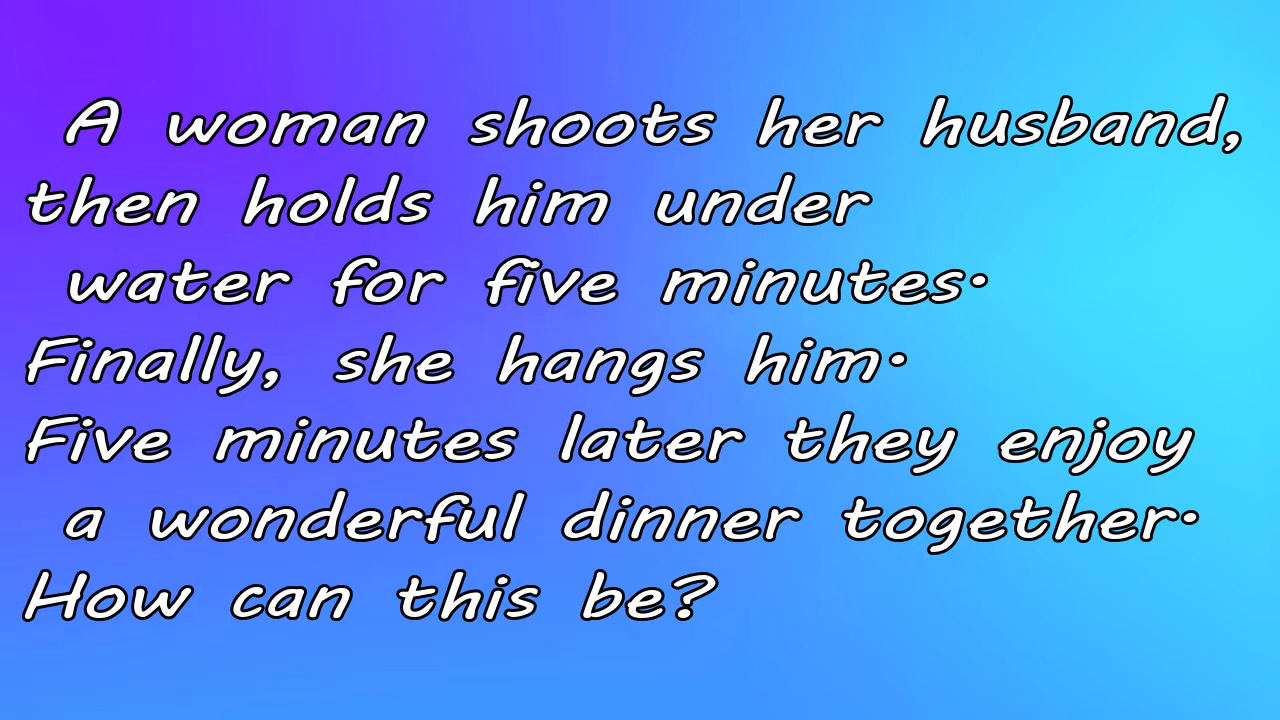 A woman shoots her husband,
then holds him under
water for five minutes.
Finally, she hangs him.
Five minutes later they enjoy
a wonderful dinner together.
How can this be?